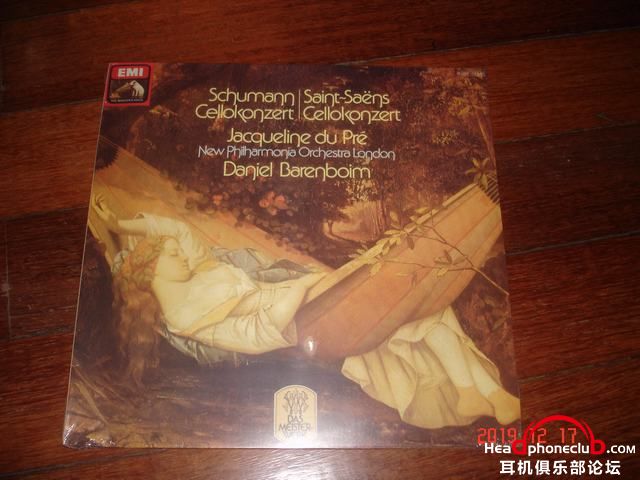 EMI
Schumann | Saint-Saëns
Cellokonzert | Cellokonzert
Jacqueline du Pré
New Philharmonia Orchestra London
Daniel Barenboim
DAS
MEISTER
2019 12 17
HeadphoneClub.com
耳机俱乐部论坛